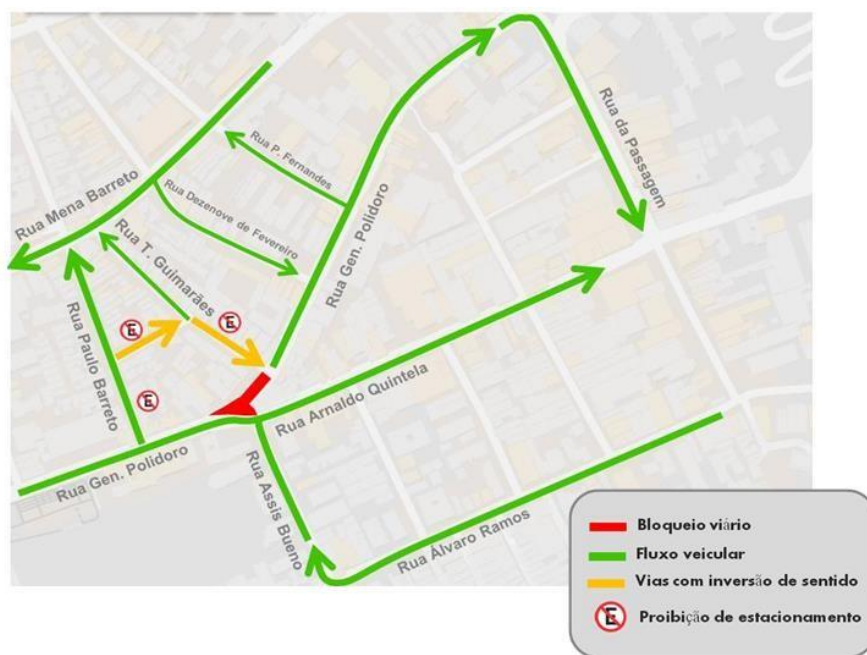 Rua Mena Barreto
Rua P. Fernandes
Rua Dezenove de Fevereiro
Rua T. Guimarães
Rua Gen. Polidoro
Rua da Passagem
Rua Paulo Barreto
E
E
E
Rua Arnaldo Quintela
Rua Gen. Polidoro
Rua Assis Bueno
Rua Álvaro Ramos
Bloqueio viário
Fluxo veicular
Vias com inversão de sentido
E Proibição de estacionamento